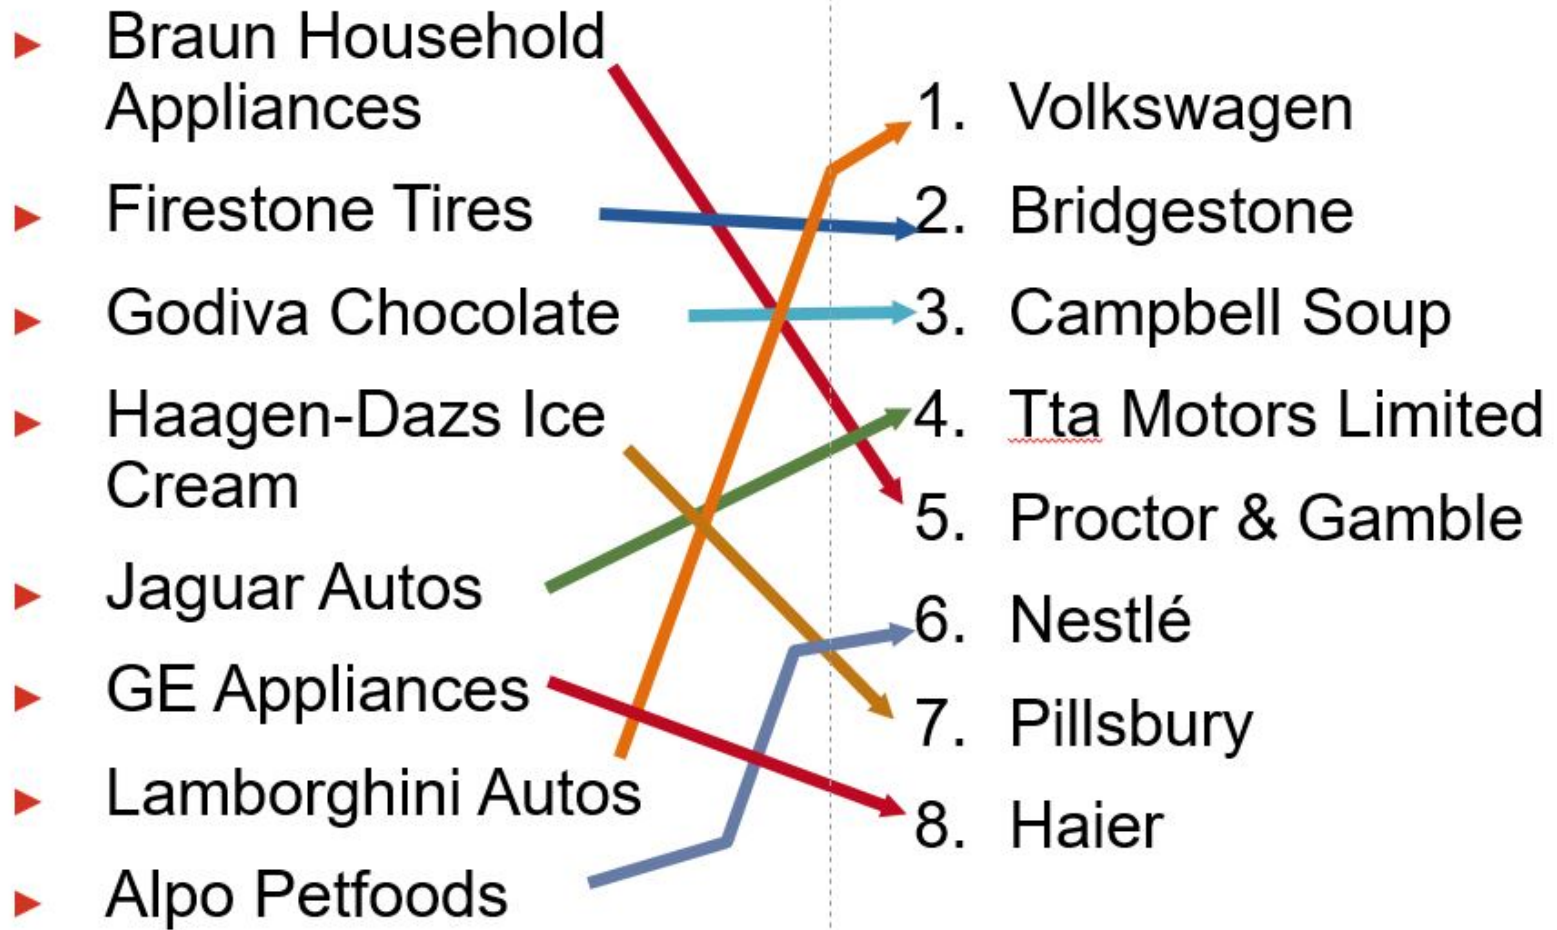 Braun Household
Appliances
Firestone Tires
Godiva Chocolate
Haagen-Dazs Ice
Cream
Jaguar Autos
GE Appliances
Lamborghini Autos
Alpo Petfoods
1. Volkswagen
2. Bridgestone
3. Campbell Soup
4. Tta Motors Limited
5. Proctor & Gamble
6. Nestlé
7. Pillsbury
8. Haier